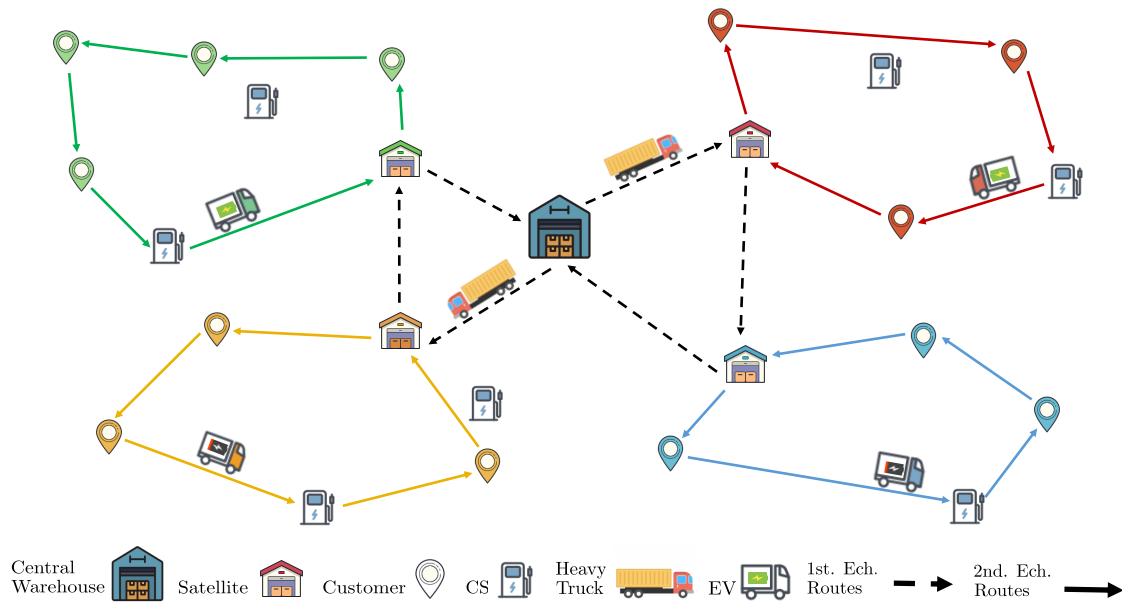 Central
Warehouse
Satellite
Customer
CS
Heavy
Truck
EV
1st. Ech.
Routes
2nd. Ech.
Routes